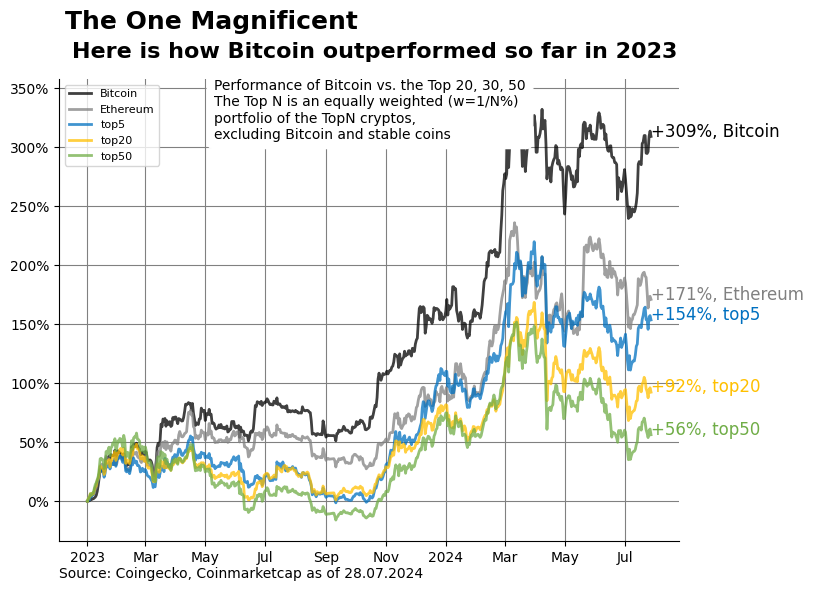 The One Magnificent
Here is how Bitcoin outperformed so far in 2023
350%
300%
250%
200%
150%
100%
50%
0%
Bitcoin
Ethereum
top5
top20
top50
Performance of Bitcoin vs. the Top 20, 30, 50
The Top N is an equally weighted (w=1/N%)
portfolio of the TopN cryptos,
excluding Bitcoin and stable coins
+309%, Bitcoin
+171%, Ethereum
+154%, top5
+92%, top20
+56%, top50
2023 Mar May Jul Sep Nov 2024 Mar May Jul
Source: Coingecko, Coinmarketcap as of 28.07.2024